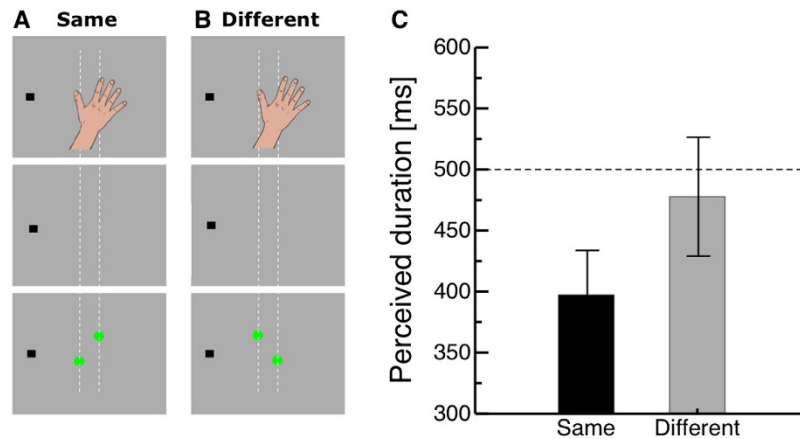 A Same
B Different
C
600
550
500
450
400
350
300
Perceived duration [ms]
Same
Different